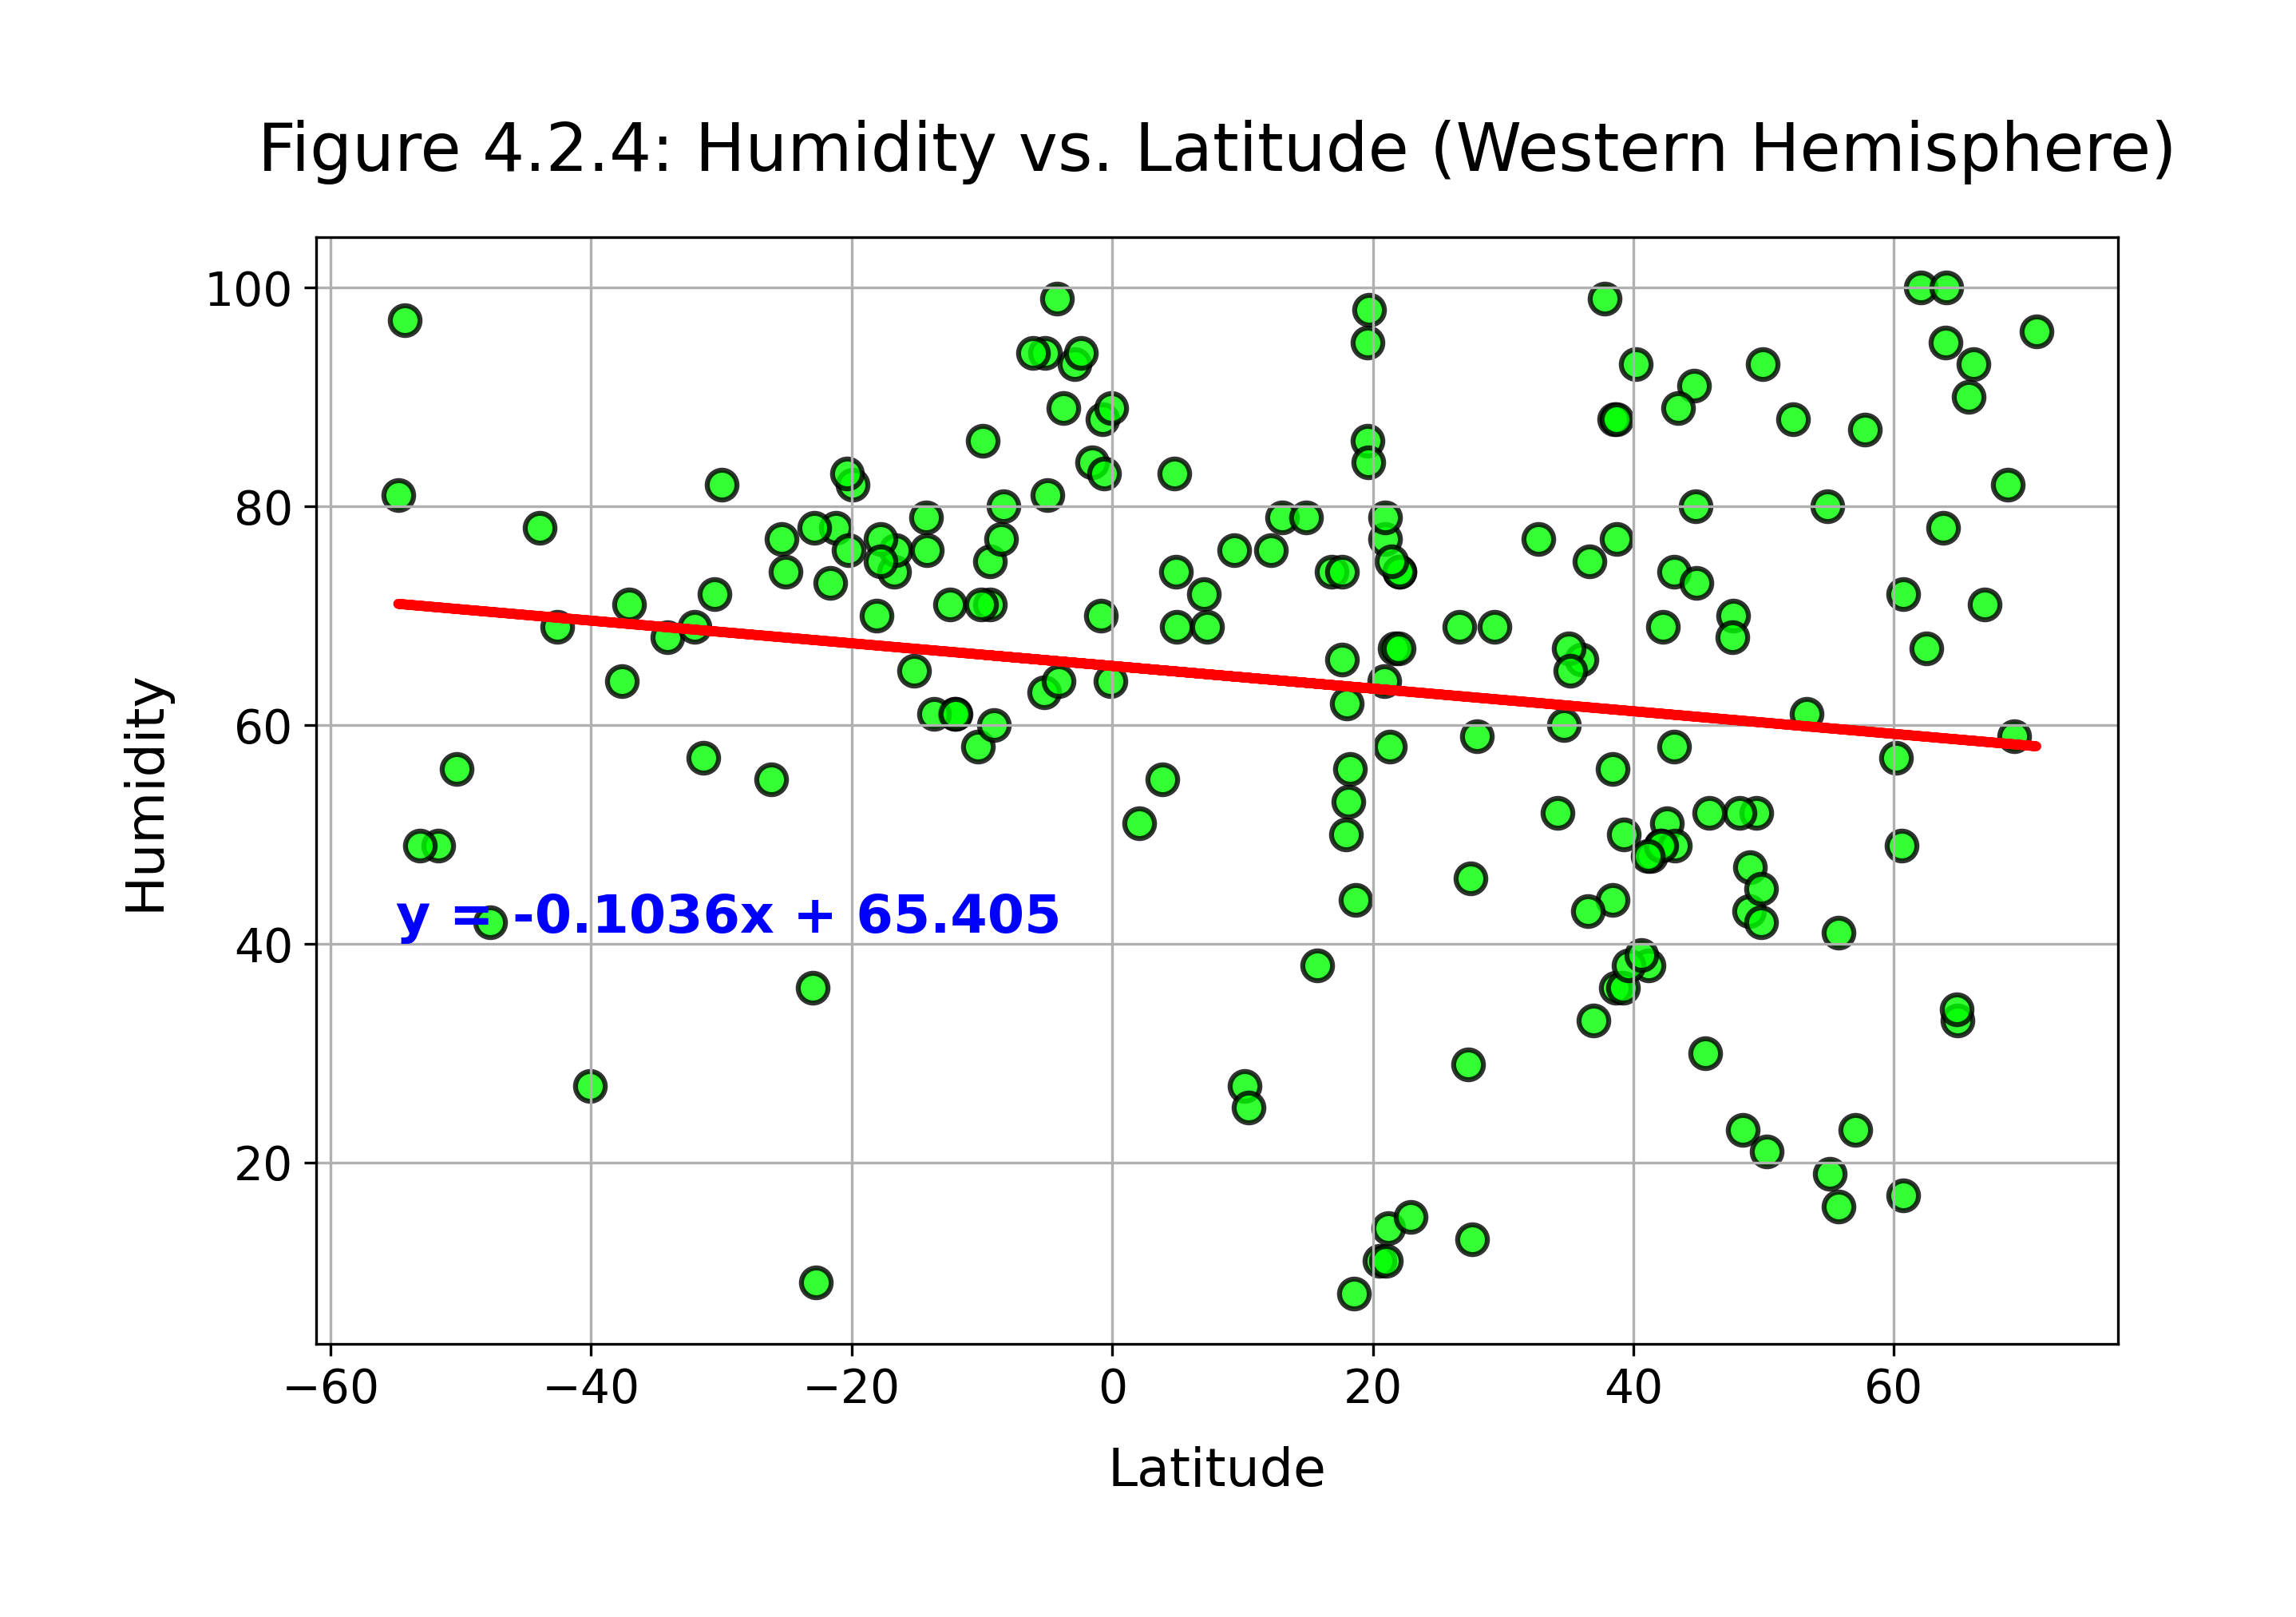 Figure 4.2.4: Humidity vs. Latitude (Western Hemisphere)
Humidity
100
80
60
40
20
y = -0.1036x + 65.405
−60 −40 −20 0 20 40 60
Latitude